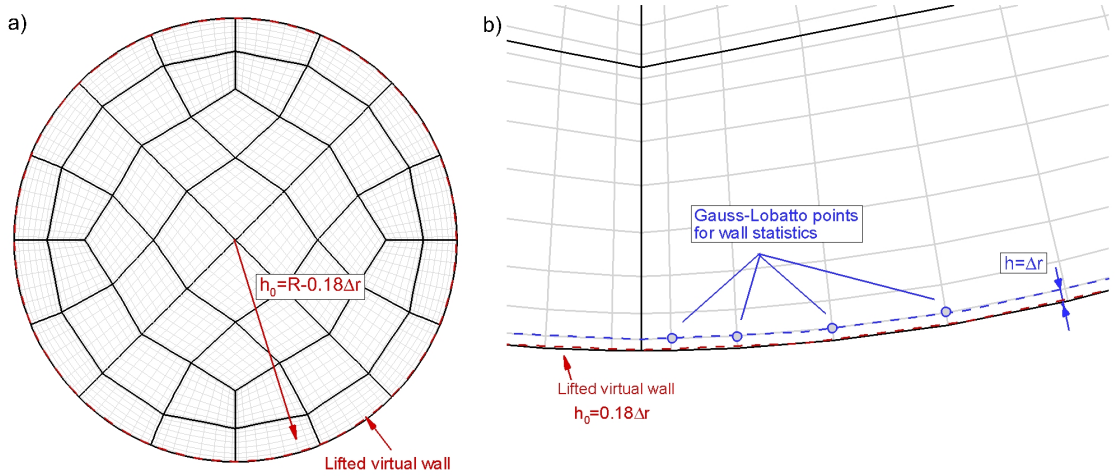 a)
h₀=R-0.18Δr
Lifted virtual wall
b)
Gauss-Lobatto points
for wall statistics
h=Δr
Lifted virtual wall
h₀=0.18Δr